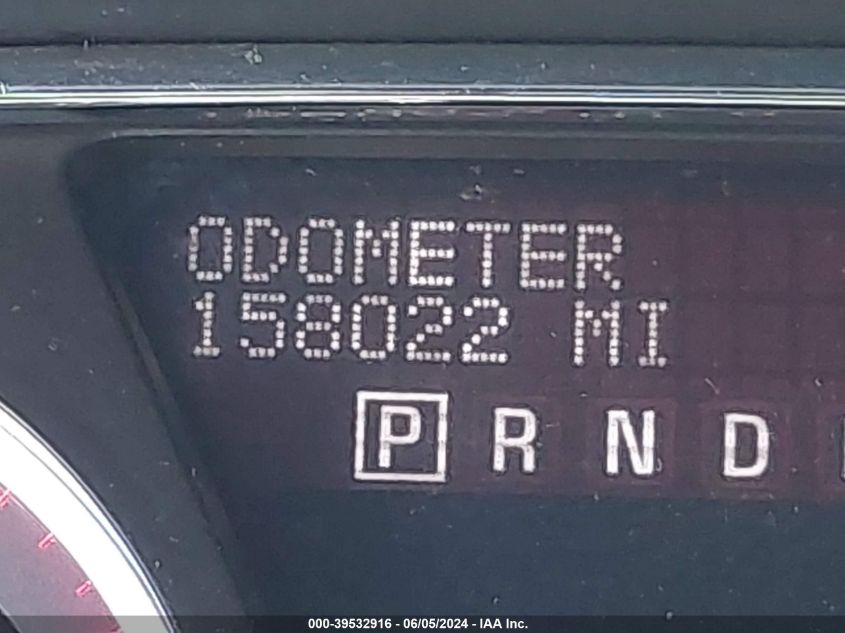 ODOMETER
158022 MI
P R N D
000-39532916 - 06/05/2024 - IAA Inc.